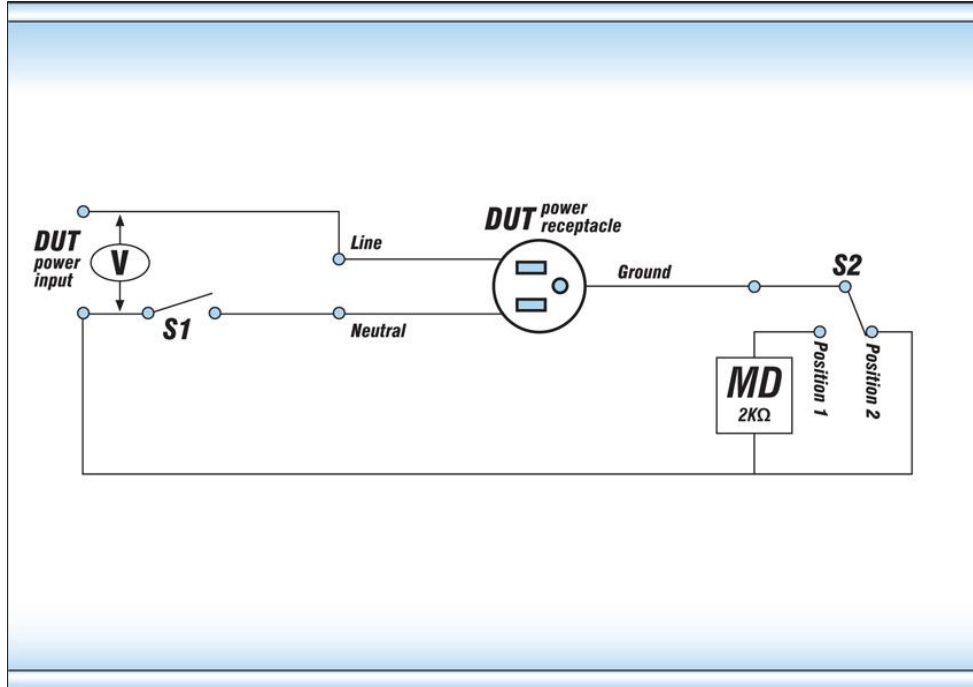 DUT
power
input
V
S1
Line
Neutral
DUT power
receptacle
Ground
S2
Position 1
Position 2
MD
2KΩ